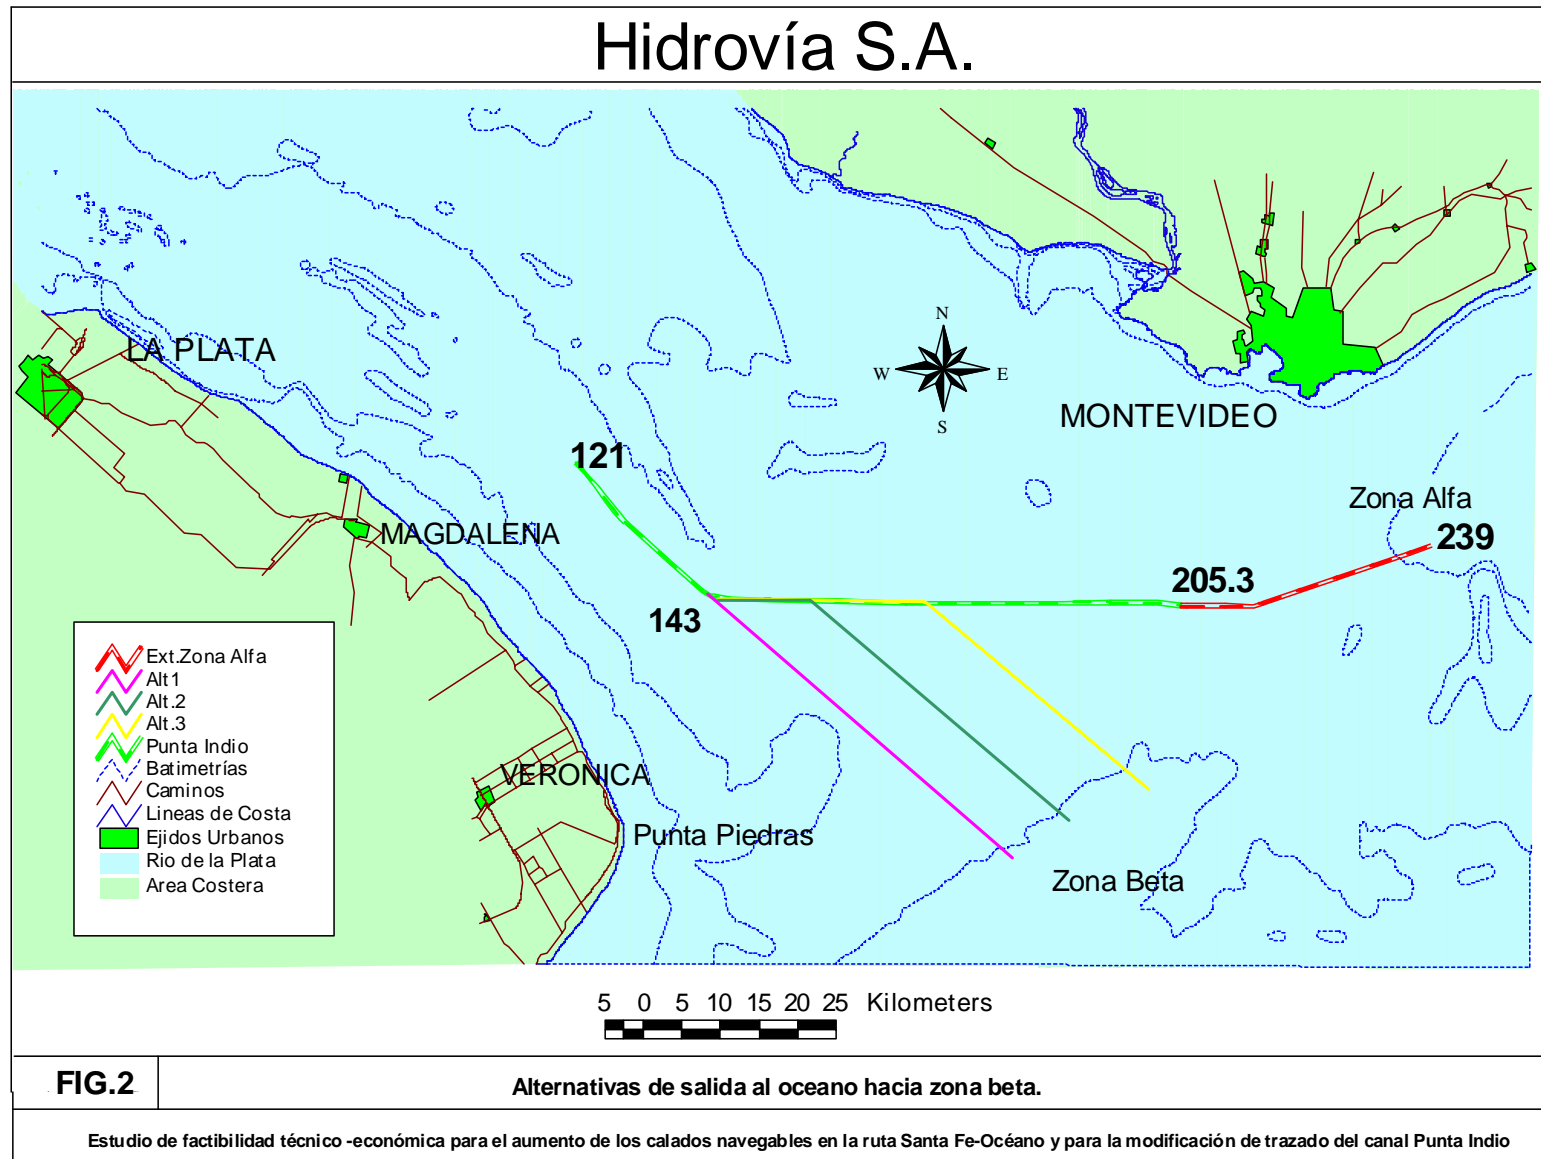 Hidrovía S.A.
N
W
E
S
LA PLATA
MONTEVIDEO
121
Zona Alfa
239
MAGDALENA
205.3
143
Ext.Zona Alfa
Alt1
Alt.2
Alt.3
Punta Indio
Batimetrías
Caminos
Lineas de Costa
Ejidos Urbanos
Rio de la Plata
Area Costera
VERONICA
Punta Piedras
Zona Beta
5 0 5 10 15 20 25 Kilometers
FIG.2
Alternativas de salida al oceano hacia zona beta.
Estudio de factibilidad técnico -económica para el aumento de los calados navegables en la ruta Santa Fe-Océano y para la modificación de trazado del canal Punta Indio